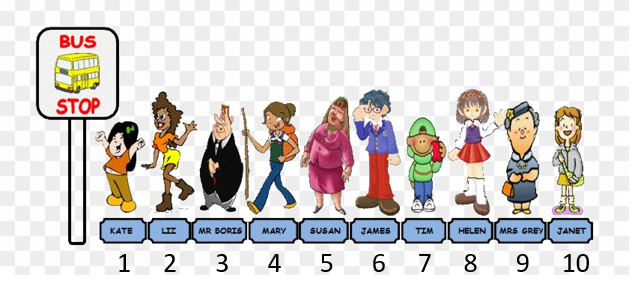 BUS
STOP
KATE LIZ MR BORIS MARY SUSAN JAMES TIM HELEN MRS GREY JANET
1 2 3 4 5 6 7 8 9 10